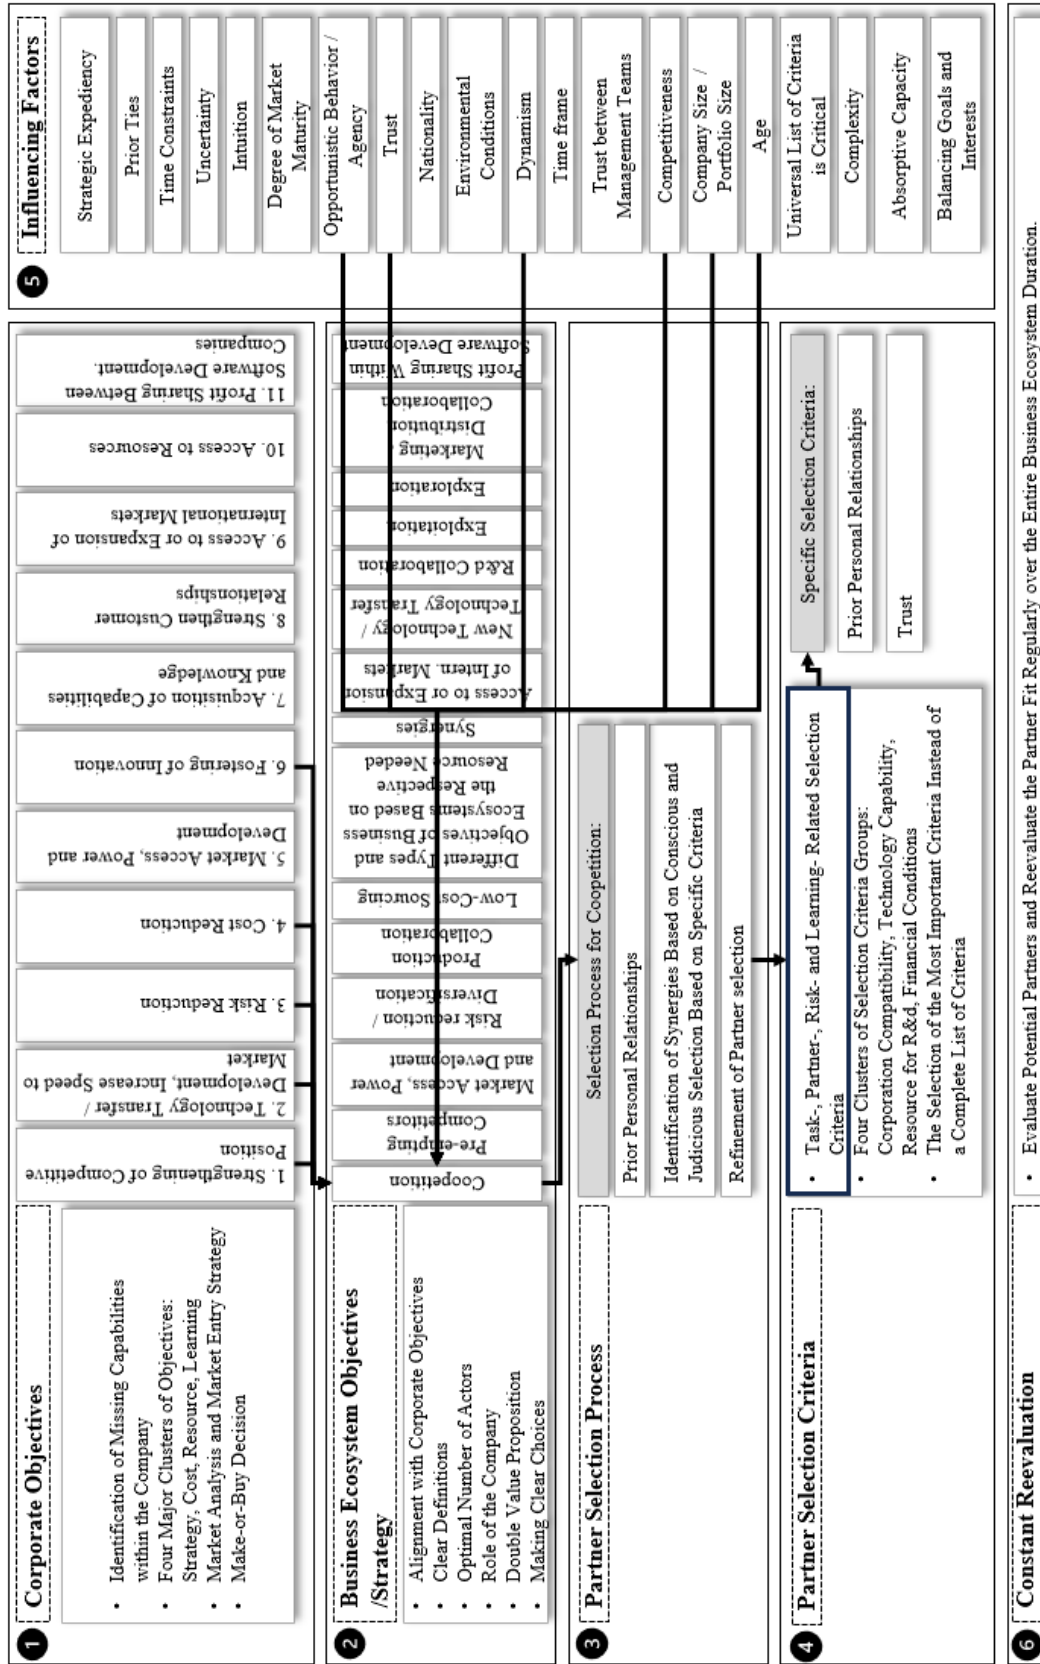 1 Corporate Objectives
• Identification of Missing Capabilities
within the Company
• Four Major Clusters of Objectives:
Strategy, Cost, Resource, Learning
• Market Analysis and Market Entry Strategy
• Make-or-Buy Decision
1. Strengthening of Competitive
Position
2. Technology Transfer /
Development, Increase Speed to
Market
3. Risk Reduction
4. Cost Reduction
5. Market Access, Power and
Development
6. Fostering of Innovation
7. Acquisition of Capabilities
and Knowledge
8. Strengthen Customer
Relationships
9. Access to or Expansion of
International Markets
10. Access to Resources
11. Profit Sharing Between
Software Development.
Companies
2 Business Ecosystem Objectives
/Strategy
• Alignment with Corporate Objectives
• Clear Definitions
• Optimal Number of Actors
• Role of the Company
• Double Value Proposition
• Making Clear Choices
Coopetition
Pre-empting
Competitors
Market Access, Power
and Development
Risk reduction /
Diversification
Production
Collaboration
Low-Cost Sourcing
Different Types and
Objectives of Business
Ecosystems Based on
the Respective
Resource Needed
Synergies
Access to or Expansion
of Intern. Markets
New Technology /
Technology Transfer
R&d Collaboration
Exploitation
Exploration
Marketing /
Distribution
Collaboration
Profit Sharing Within
Software Development
3 Partner Selection Process
Selection Process for Coopetition:
Prior Personal Relationships
Identification of Synergies Based on Conscious and
Judicious Selection Based on Specific Criteria
Refinement of Partner selection
4 Partner Selection Criteria
• Task-, Partner-, Risk- and Learning- Related Selection
Criteria
• Four Clusters of Selection Criteria Groups:
Corporation Compatibility, Technology Capability,
Resource for R&d, Financial Conditions
• The Selection of the Most Important Criteria Instead of
a Complete List of Criteria
Specific Selection Criteria:
Prior Personal Relationships
Trust
5 Influencing Factors
Strategic Expediency
Prior Ties
Time Constraints
Uncertainty
Intuition
Degree of Market
Maturity
Opportunistic Behavior /
Agency
Trust
Nationality
Environmental
Conditions
Dynamism
Time frame
Trust between
Management Teams
Competitiveness
Company Size /
Portfolio Size
Age
Universal List of Criteria
is Critical
Complexity
Absorptive Capacity
Balancing Goals and
Interests
6 Constant Reevaluation
• Evaluate Potential Partners and Reevaluate the Partner Fit Regularly over the Entire Business Ecosystem Duration.